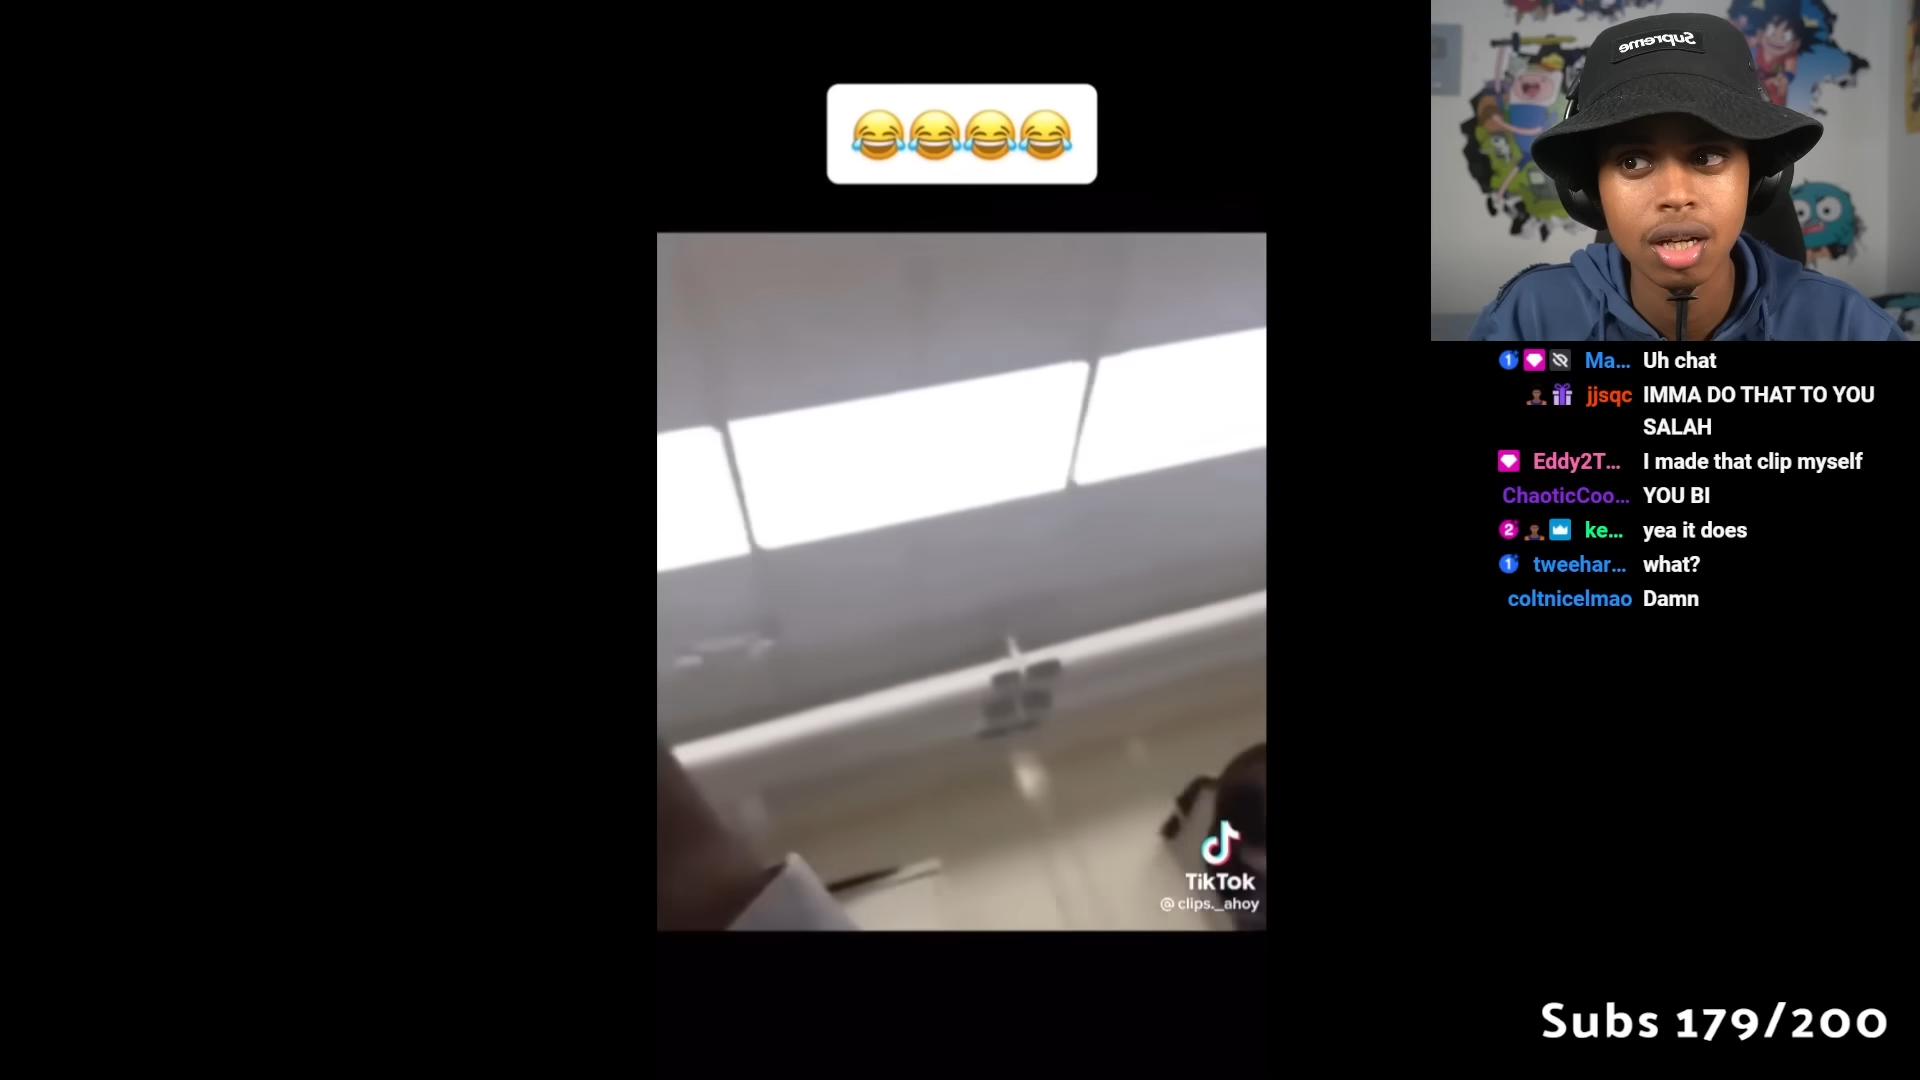 Supreme
Ma... Uh chat
jjsqc IMMA DO THAT TO YOU
SALAH
Eddy2T... I made that clip myself
ChaoticCoo... YOU BI
ke... yea it does
tweehar... what?
coltnicelmao Damn
TikTok
@clips._ahoy
Subs 179/200